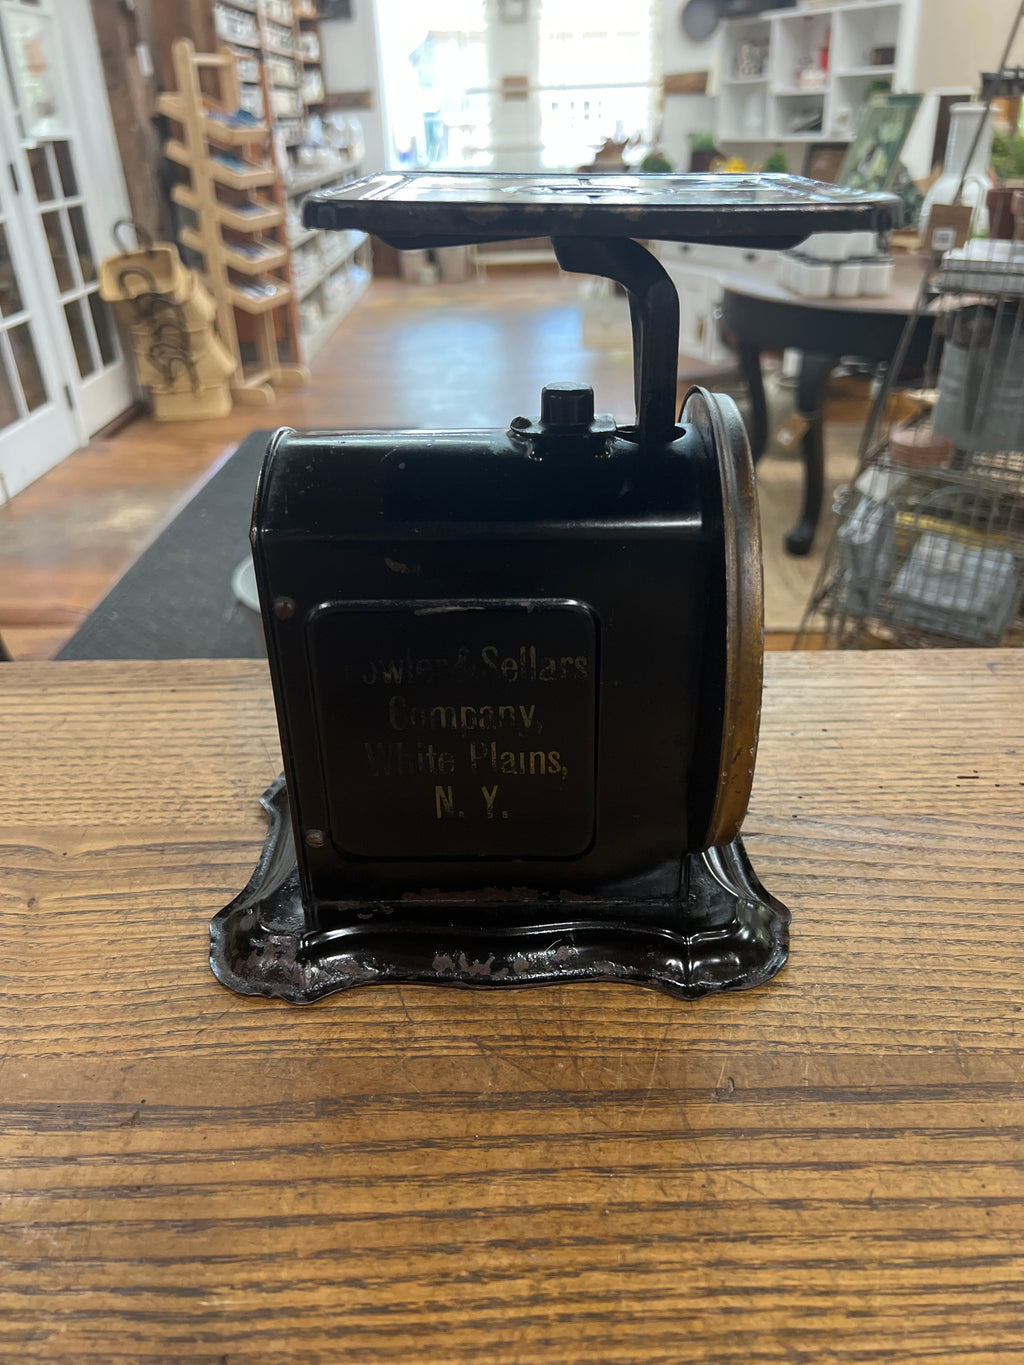 Fowler & Sellars
Company,
White Plains,
N. Y.